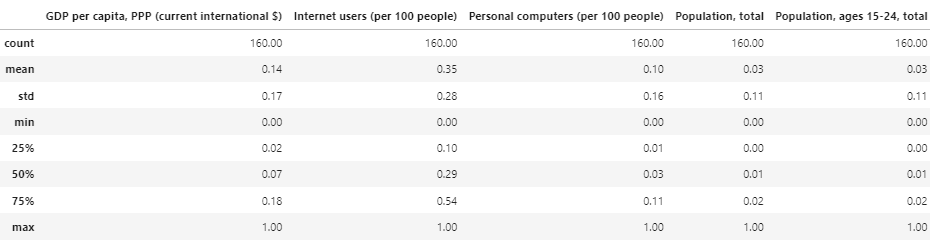 GDP per capita, PPP (current international $) Internet users (per 100 people) Personal computers (per 100 people) Population, total Population, ages 15-24, total
count 160.00 160.00 160.00 160.00 160.00
mean 0.14 0.35 0.10 0.03 0.03
std 0.17 0.28 0.16 0.11 0.11
min 0.00 0.00 0.00 0.00 0.00
25% 0.02 0.10 0.01 0.00 0.00
50% 0.07 0.29 0.03 0.01 0.01
75% 0.18 0.54 0.11 0.02 0.02
max 1.00 1.00 1.00 1.00 1.00